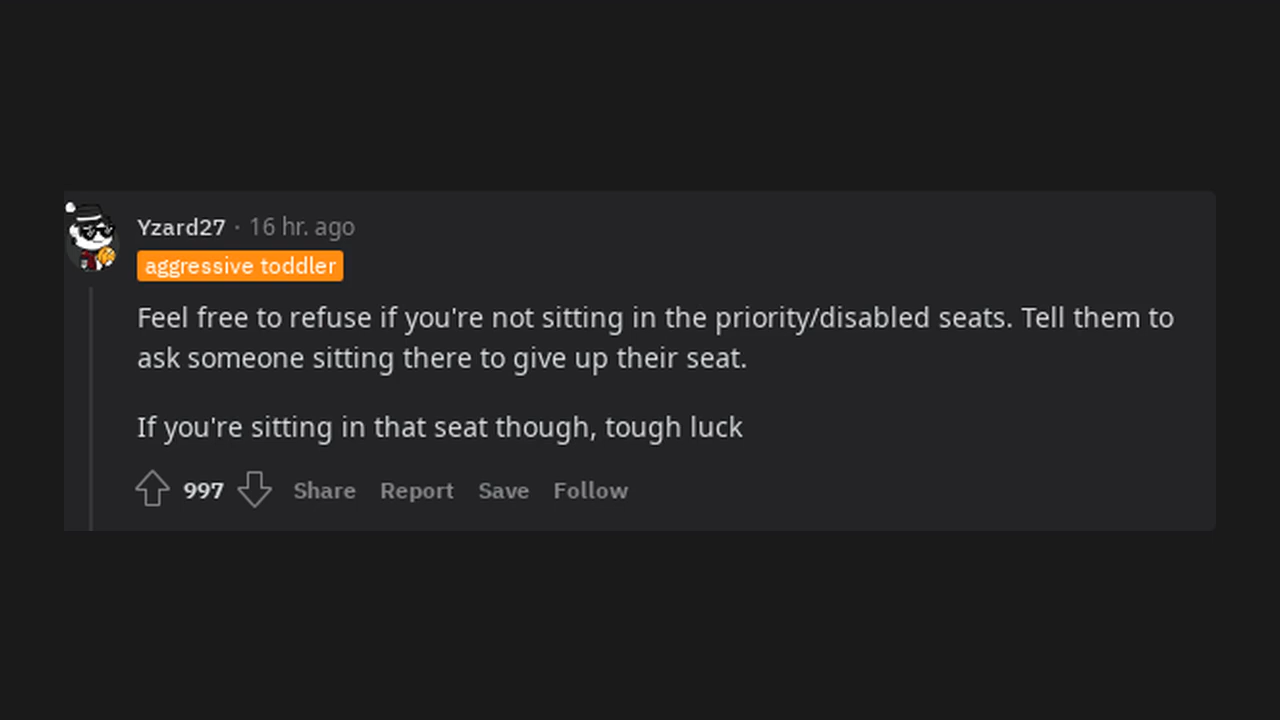 Yzard27 · 16 hr. ago
aggressive toddler
Feel free to refuse if you're not sitting in the priority/disabled seats. Tell them to
ask someone sitting there to give up their seat.
If you're sitting in that seat though, tough luck
997 Share Report Save Follow